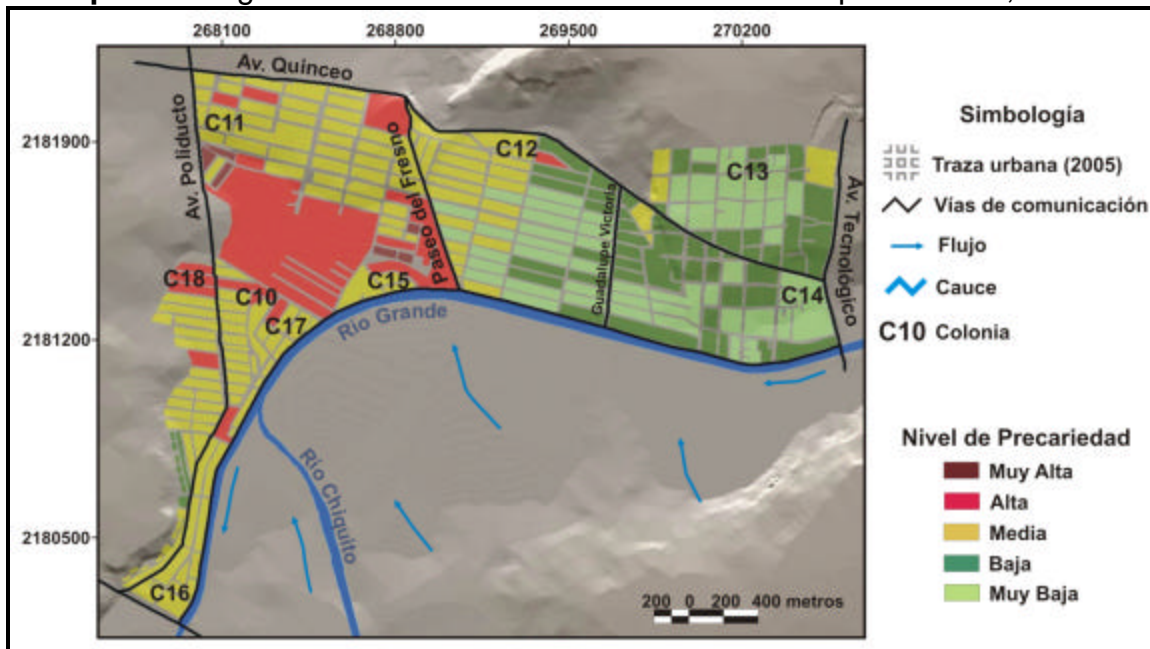 268100 268800 269500 270200
Av. Quinceo
2181900
2181200
2180500
Av. Poliducto
Paseo del Fresno
Guadalupe Victoria
Av. Tecnológico
C11
C12
C13
C18
C10
C15
C17
C14
C16
Río Grande
Río Chiquito
200 0 200 400 metros
Simbología
Traza urbana (2005)
Vías de comunicación
Flujo
Cauce
C10 Colonia
Nivel de Precariedad
Muy Alta
Alta
Media
Baja
Muy Baja